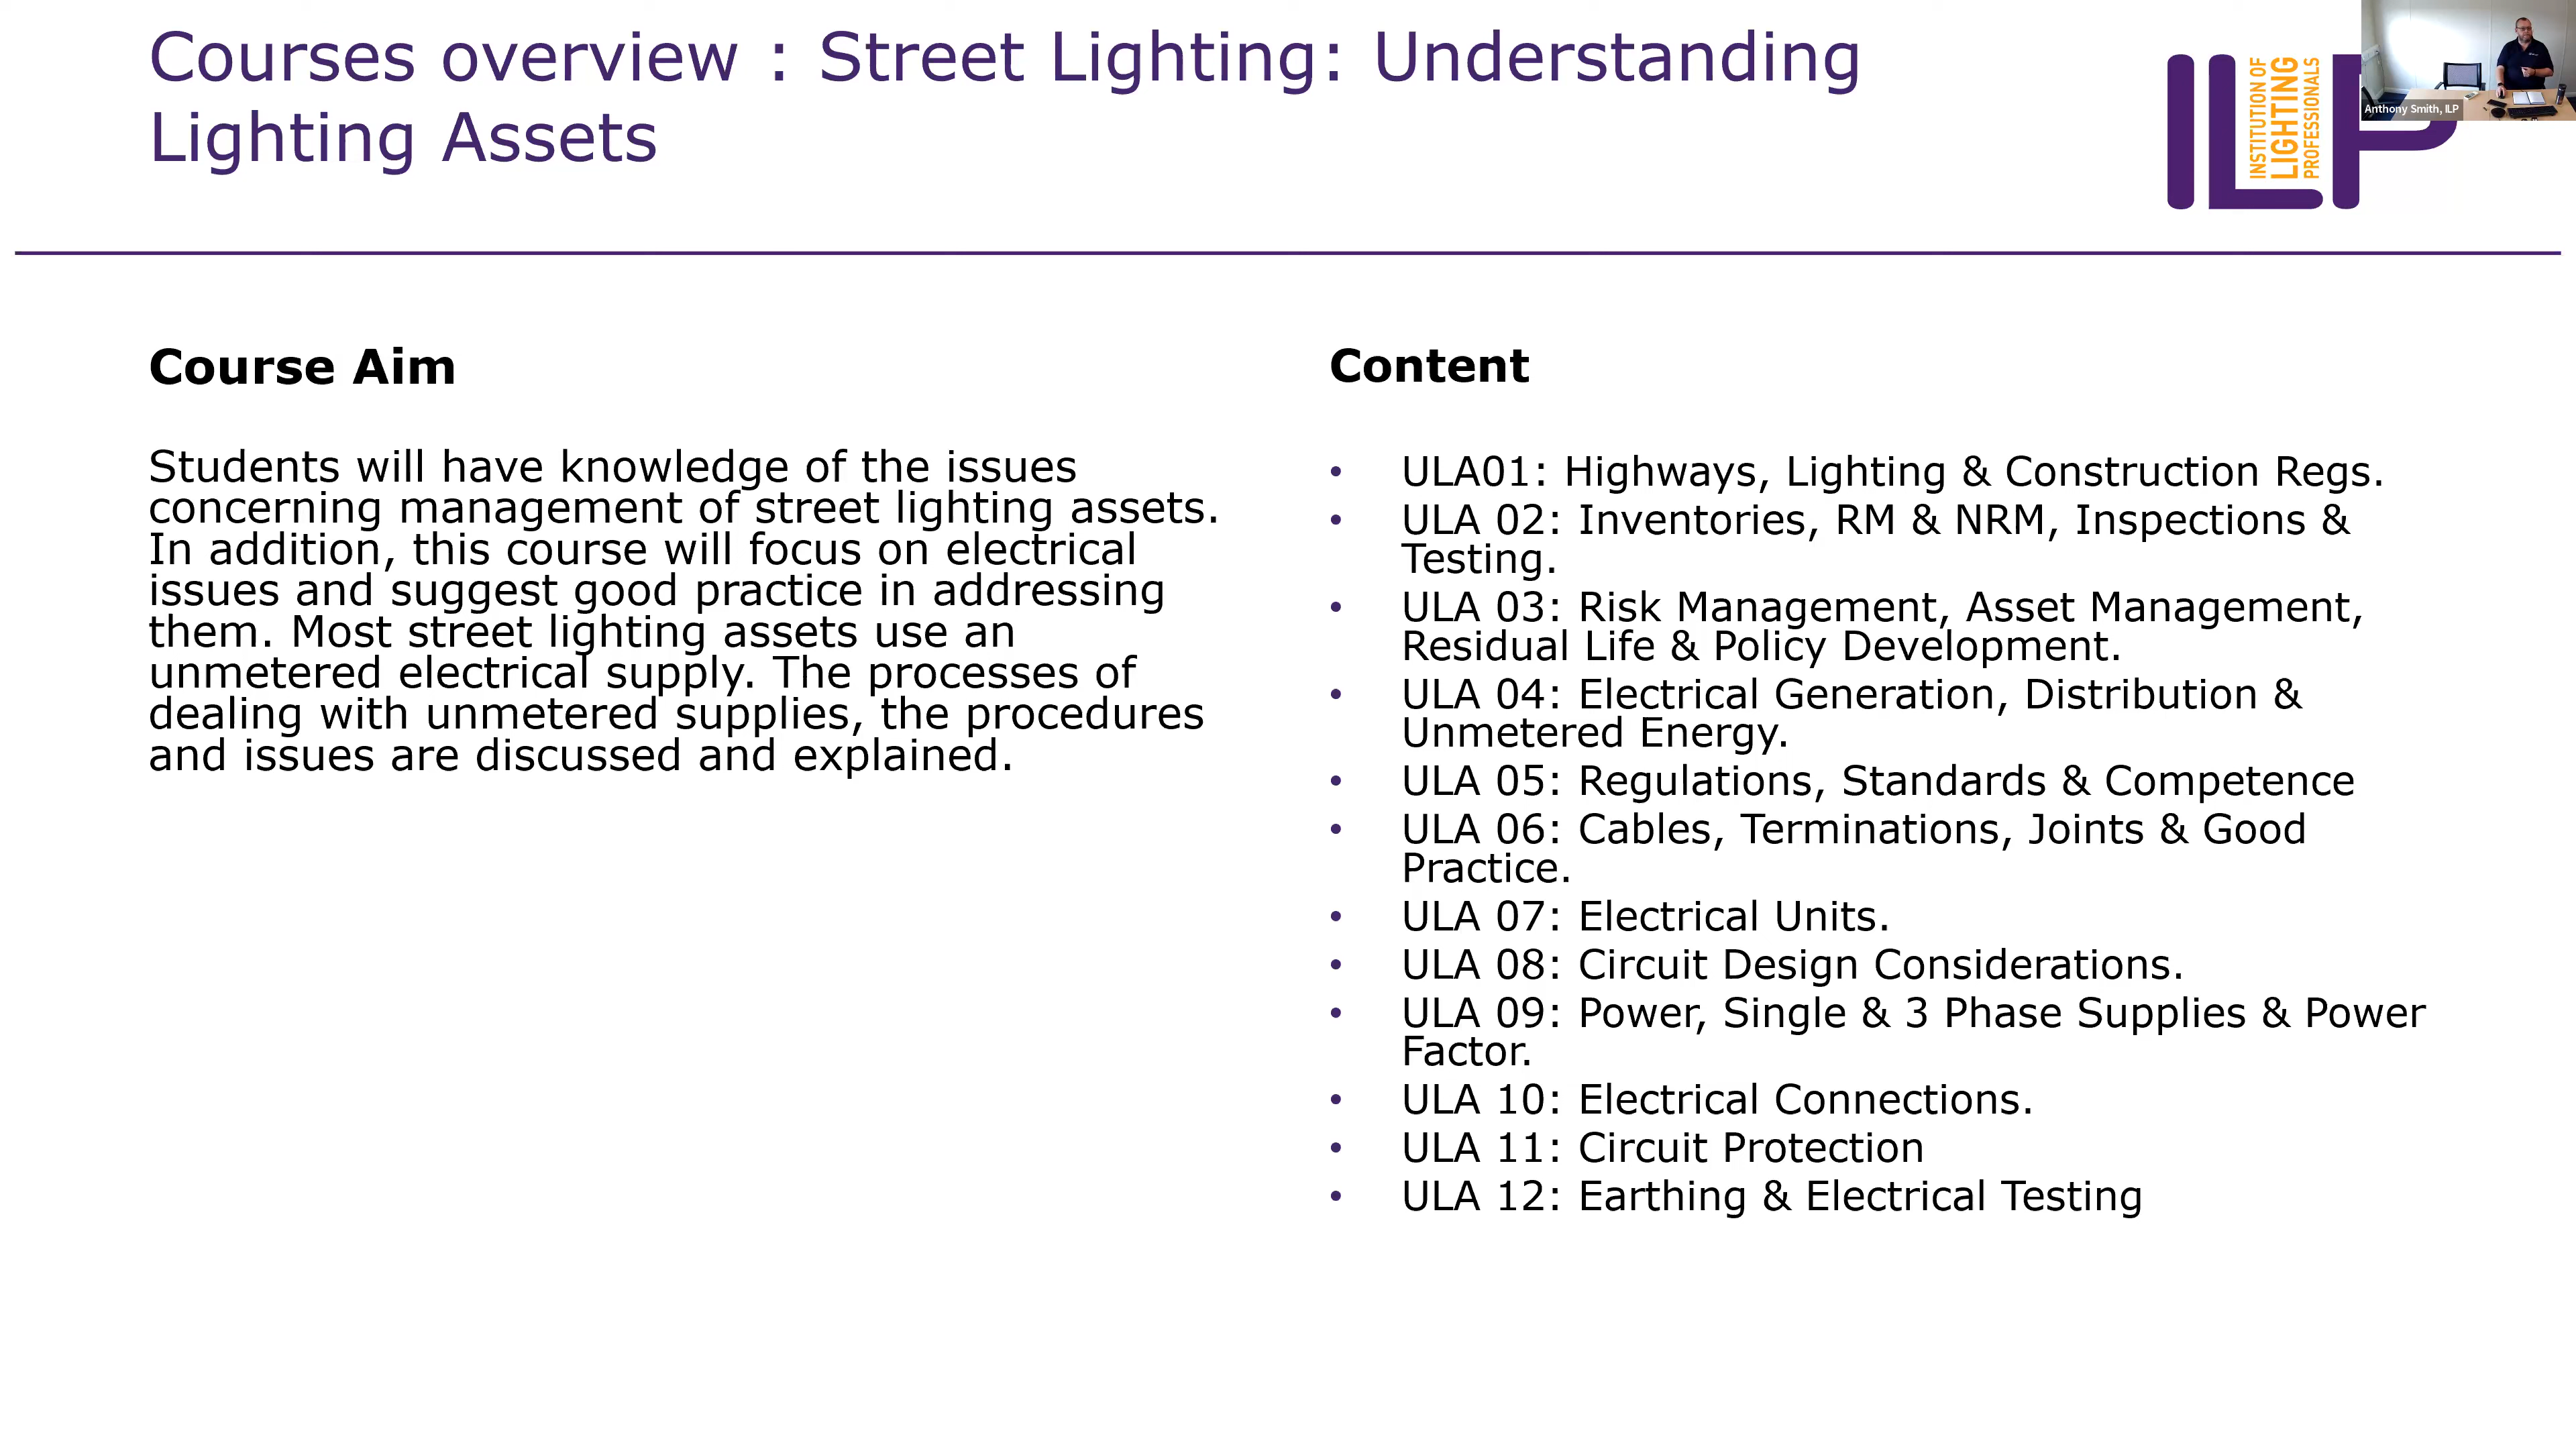 Courses overview : Street Lighting: Understanding
Lighting Assets
INSTITUTION OF
LIGHTING
PROFESSIONALS
ILP
Anthony Smith, ILP
Course Aim
Students will have knowledge of the issues
concerning management of street lighting assets.
In addition, this course will focus on electrical
issues and suggest good practice in addressing
them. Most street lighting assets use an
unmetered electrical supply. The processes of
dealing with unmetered supplies, the procedures
and issues are discussed and explained.
Content
• ULA01: Highways, Lighting & Construction Regs.
• ULA 02: Inventories, RM & NRM, Inspections &
Testing.
• ULA 03: Risk Management, Asset Management,
Residual Life & Policy Development.
• ULA 04: Electrical Generation, Distribution &
Unmetered Energy.
• ULA 05: Regulations, Standards & Competence
• ULA 06: Cables, Terminations, Joints & Good
Practice.
• ULA 07: Electrical Units.
• ULA 08: Circuit Design Considerations.
• ULA 09: Power, Single & 3 Phase Supplies & Power
Factor.
• ULA 10: Electrical Connections.
• ULA 11: Circuit Protection
• ULA 12: Earthing & Electrical Testing